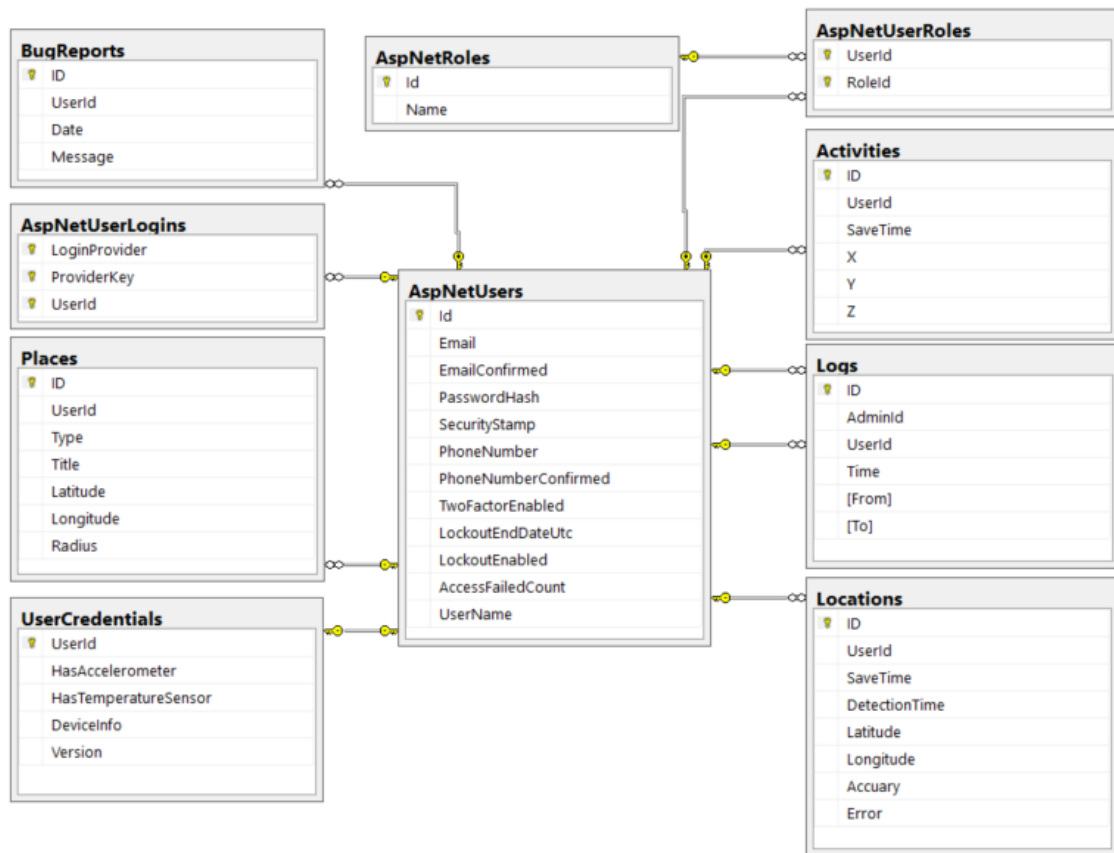 BugReports
ID
UserId
Date
Message
AspNetUserLogins
LoginProvider
ProviderKey
UserId
Places
ID
UserId
Type
Title
Latitude
Longitude
Radius
UserCredentials
UserId
HasAccelerometer
HasTemperatureSensor
DeviceInfo
Version
AspNetRoles
Id
Name
AspNetUsers
Id
Email
EmailConfirmed
PasswordHash
SecurityStamp
PhoneNumber
PhoneNumberConfirmed
TwoFactorEnabled
LockoutEndDateUtc
LockoutEnabled
AccessFailedCount
UserName
AspNetUserRoles
UserId
RoleId
Activities
ID
UserId
SaveTime
X
Y
Z
Logs
ID
AdminId
UserId
Time
[From]
[To]
Locations
ID
UserId
SaveTime
DetectionTime
Latitude
Longitude
Accuary
Error